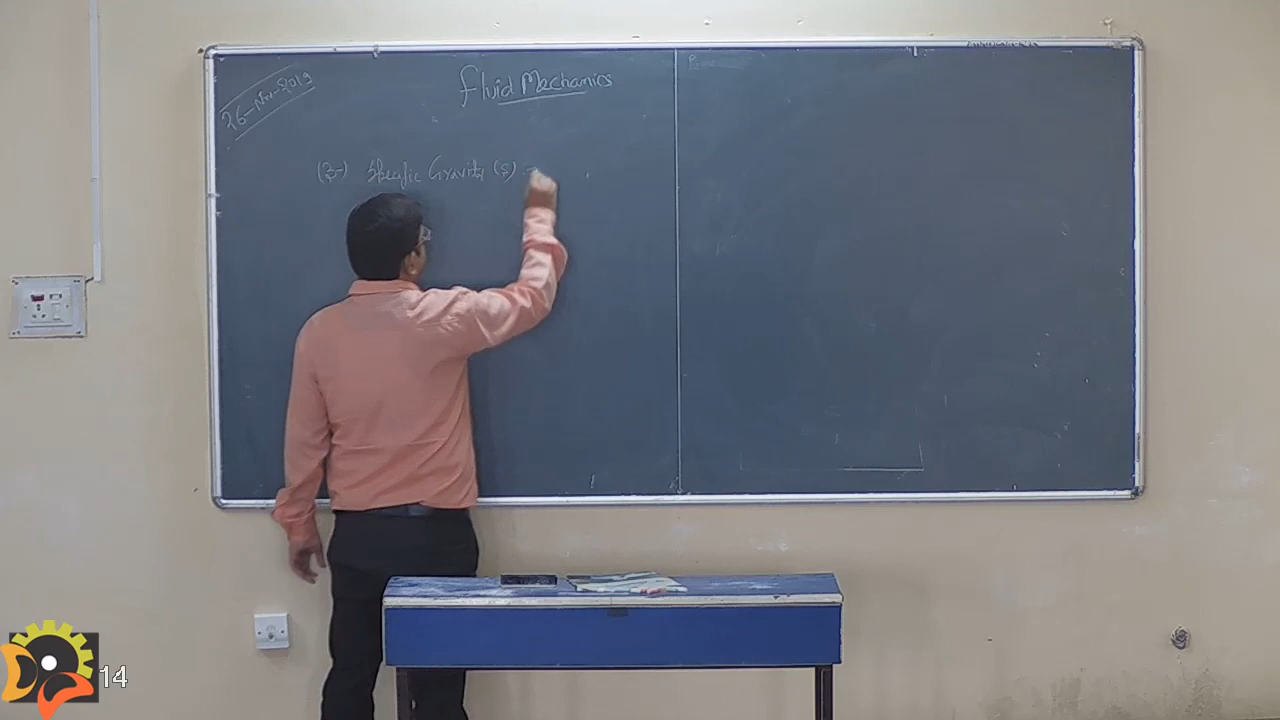 26-Nov-2019
Fluid Mechanics
(3-) Specific Gravity (S) -
14